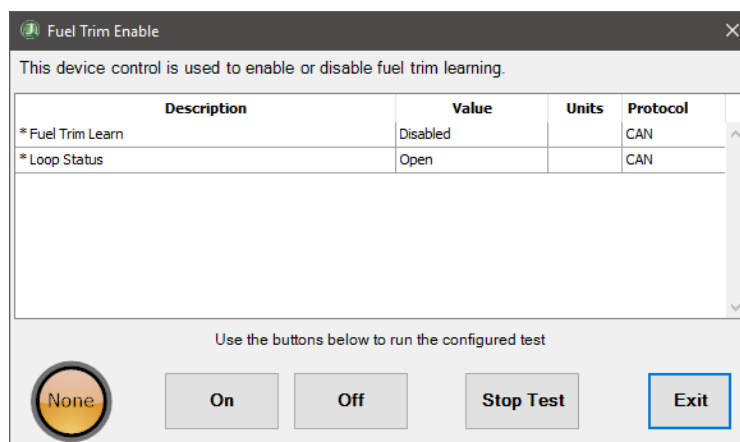 Fuel Trim Enable
This device control is used to enable or disable fuel trim learning.
Description Value Units Protocol
* Fuel Trim Learn Disabled CAN
* Loop Status Open CAN
Use the buttons below to run the configured test
None On Off Stop Test Exit